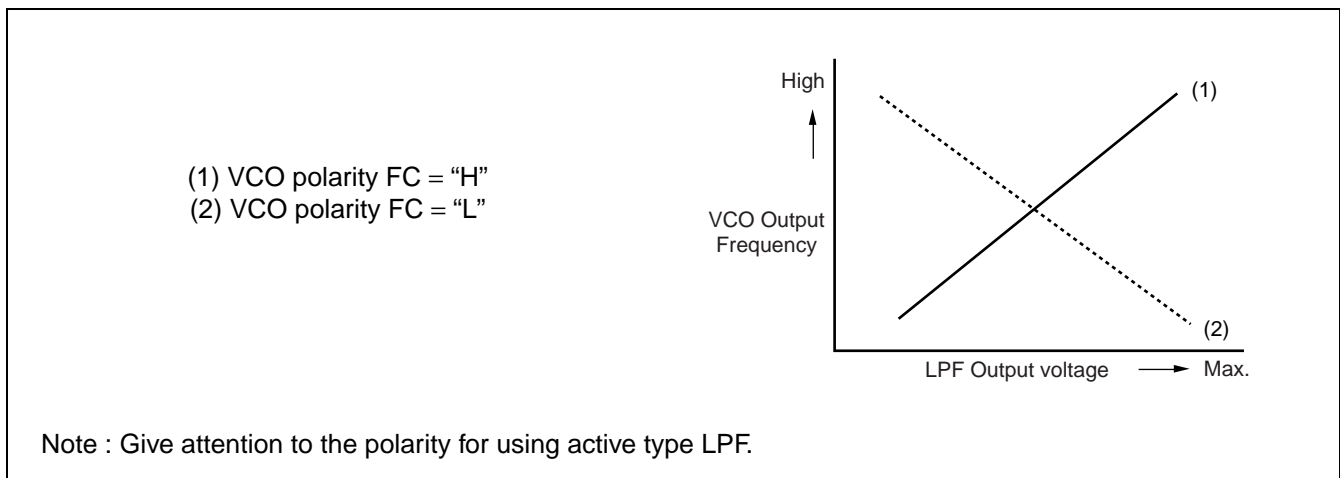 (1) VCO polarity FC = “H”
(2) VCO polarity FC = “L”
High
(1)
VCO Output
Frequency
(2)
LPF Output voltage
Max.
Note : Give attention to the polarity for using active type LPF.